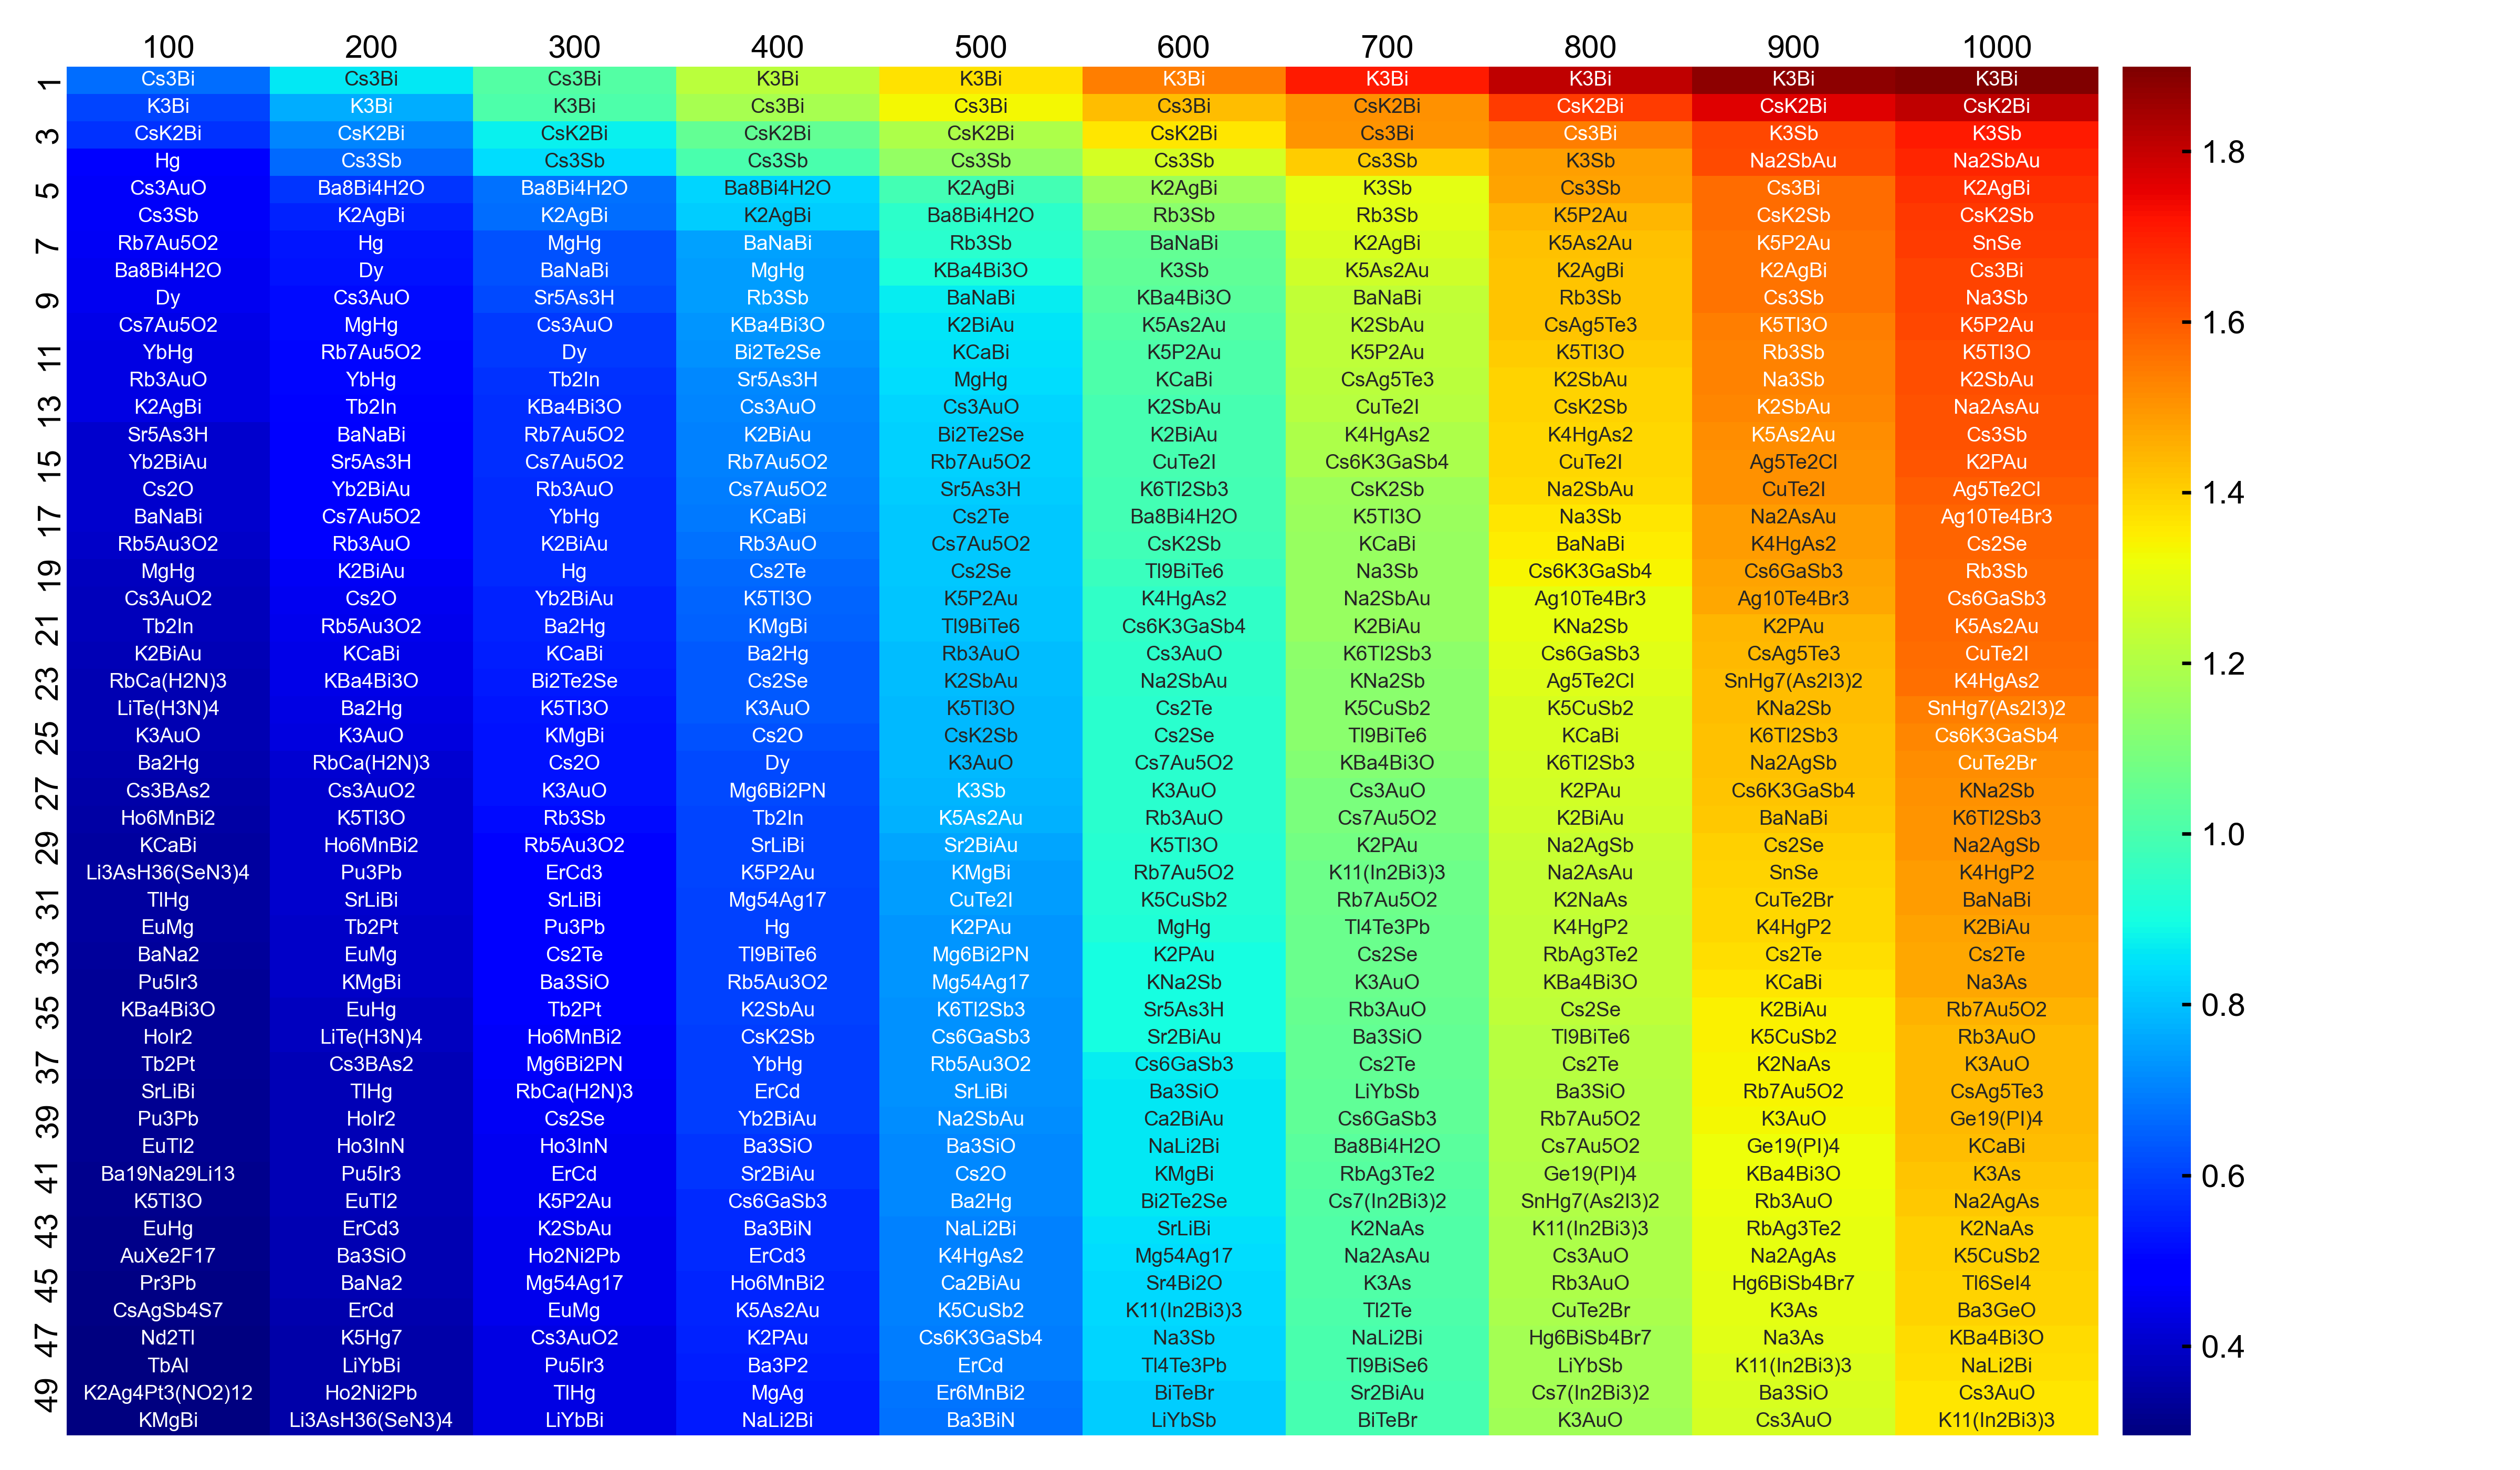 100 200 300 400 500 600 700 800 900 1000
1 Cs3Bi Cs3Bi Cs3Bi K3Bi K3Bi K3Bi K3Bi K3Bi K3Bi K3Bi
K3Bi K3Bi K3Bi Cs3Bi Cs3Bi Cs3Bi CsK2Bi CsK2Bi CsK2Bi CsK2Bi
3 CsK2Bi CsK2Bi CsK2Bi CsK2Bi CsK2Bi CsK2Bi Cs3Bi Cs3Bi K3Sb K3Sb 1.8
Hg Cs3Sb Cs3Sb Cs3Sb Cs3Sb Cs3Sb Cs3Sb K3Sb Na2SbAu Na2SbAu
5 Cs3AuO Ba8Bi4H2O Ba8Bi4H2O Ba8Bi4H2O K2AgBi K2AgBi K3Sb Cs3Sb Cs3Bi K2AgBi
Cs3Sb K2AgBi K2AgBi K2AgBi Ba8Bi4H2O Rb3Sb Rb3Sb K5P2Au CsK2Sb CsK2Sb
7 Rb7Au5O2 Hg MgHg BaNaBi Rb3Sb BaNaBi K2AgBi K5As2Au K5P2Au SnSe
Ba8Bi4H2O Dy BaNaBi MgHg KBa4Bi3O K3Sb K5As2Au K2AgBi K2AgBi Cs3Bi
9 Dy Cs3AuO Sr5As3H Rb3Sb BaNaBi KBa4Bi3O BaNaBi Rb3Sb Cs3Sb Na3Sb
Cs7Au5O2 MgHg Cs3AuO KBa4Bi3O K2BiAu K5As2Au K2SbAu CsAg5Te3 K5Tl3O K5P2Au 1.6
11 YbHg Rb7Au5O2 Dy Bi2Te2Se KCaBi K5P2Au K5P2Au K5Tl3O Rb3Sb K5Tl3O
Rb3AuO YbHg Tb2In Sr5As3H MgHg KCaBi CsAg5Te3 K2SbAu Na3Sb K2SbAu
13 K2AgBi Tb2In KBa4Bi3O Cs3AuO Cs3AuO K2SbAu CuTe2I CsK2Sb K2SbAu Na2AsAu
Sr5As3H BaNaBi Rb7Au5O2 K2BiAu Bi2Te2Se K2BiAu K4HgAs2 K4HgAs2 K5As2Au Cs3Sb
15 Yb2BiAu Sr5As3H Cs7Au5O2 Rb7Au5O2 Rb7Au5O2 CuTe2I Cs6K3GaSb4 CuTe2I Ag5Te2Cl K2PAu
Cs2O Yb2BiAu Rb3AuO Cs7Au5O2 Sr5As3H K6Tl2Sb3 CsK2Sb Na2SbAu CuTe2I Ag5Te2Cl 1.4
17 BaNaBi Cs7Au5O2 YbHg KCaBi Cs2Te Ba8Bi4H2O K5Tl3O Na3Sb Na2AsAu Ag10Te4Br3
Rb5Au3O2 Rb3AuO K2BiAu Rb3AuO Cs7Au5O2 CsK2Sb KCaBi BaNaBi K4HgAs2 Cs2Se
19 MgHg K2BiAu Hg Cs2Te Cs2Se Tl9BiTe6 Na3Sb Cs6K3GaSb4 Cs6GaSb3 Rb3Sb
Cs3AuO2 Cs2O Yb2BiAu K5Tl3O K5P2Au K4HgAs2 Na2SbAu Ag10Te4Br3 Ag10Te4Br3 Cs6GaSb3
21 Tb2In Rb5Au3O2 Ba2Hg KMgBi Tl9BiTe6 Cs6K3GaSb4 K2BiAu KNa2Sb K2PAu K5As2Au
K2BiAu KCaBi KCaBi Ba2Hg Rb3AuO Cs3AuO K6Tl2Sb3 Cs6GaSb3 CsAg5Te3 CuTe2I 1.2
23 RbCa(H2N)3 KBa4Bi3O Bi2Te2Se Cs2Se K2SbAu Na2SbAu KNa2Sb Ag5Te2Cl SnHg7(As2I3)2 K4HgAs2
LiTe(H3N)4 Ba2Hg K5Tl3O K3AuO K5Tl3O Cs2Te K5CuSb2 K5CuSb2 KNa2Sb SnHg7(As2I3)2
25 K3AuO K3AuO KMgBi Cs2O CsK2Sb Cs2Se Tl9BiTe6 KCaBi K6Tl2Sb3 Cs6K3GaSb4
Ba2Hg RbCa(H2N)3 Cs2O Dy K3AuO Cs7Au5O2 KBa4Bi3O K6Tl2Sb3 Na2AgSb CuTe2Br
27 Cs3BAs2 Cs3AuO2 K3AuO Mg6Bi2PN K3Sb K3AuO Cs3AuO K2PAu Cs6K3GaSb4 KNa2Sb
Ho6MnBi2 K5Tl3O Rb3Sb Tb2In K5As2Au Rb3AuO Cs7Au5O2 K2BiAu BaNaBi K6Tl2Sb3
29 KCaBi Ho6MnBi2 Rb5Au3O2 SrLiBi Sr2BiAu K5Tl3O K2PAu Na2AgSb Cs2Se Na2AgSb 1.0
Li3AsH36(SeN3)4 Pu3Pb ErCd3 K5P2Au KMgBi Rb7Au5O2 K11(In2Bi3)3 Na2AsAu SnSe K4HgP2
31 TlHg SrLiBi SrLiBi Mg54Ag17 CuTe2I K5CuSb2 Rb7Au5O2 K2NaAs CuTe2Br BaNaBi
EuMg Tb2Pt Pu3Pb Hg K2PAu MgHg Tl4Te3Pb K4HgP2 K4HgP2 K2BiAu
33 BaNa2 EuMg Cs2Te Tl9BiTe6 Mg6Bi2PN K2PAu Cs2Se RbAg3Te2 Cs2Te Cs2Te
Pu5Ir3 KMgBi Ba3SiO Rb5Au3O2 Mg54Ag17 KNa2Sb K3AuO KBa4Bi3O KCaBi Na3As
35 KBa4Bi3O EuHg Tb2Pt K2SbAu K6Tl2Sb3 Sr5As3H Rb3AuO Cs2Se K2BiAu Rb7Au5O2 0.8
HoIr2 LiTe(H3N)4 Ho6MnBi2 CsK2Sb Cs6GaSb3 Sr2BiAu Ba3SiO Tl9BiTe6 K5CuSb2 Rb3AuO
37 Tb2Pt Cs3BAs2 Mg6Bi2PN YbHg Rb5Au3O2 Cs6GaSb3 Cs2Te Cs2Te K2NaAs K3AuO
SrLiBi TlHg RbCa(H2N)3 ErCd SrLiBi Ba3SiO LiYbSb Ba3SiO Rb7Au5O2 CsAg5Te3
39 Pu3Pb HoIr2 Cs2Se Yb2BiAu Na2SbAu Ca2BiAu Cs6GaSb3 Rb7Au5O2 K3AuO Ge19(PI)4
EuTl2 Ho3InN Ho3InN Ba3SiO Ba3SiO NaLi2Bi Ba8Bi4H2O Cs7Au5O2 Ge19(PI)4 KCaBi
41 Ba19Na29Li13 Pu5Ir3 ErCd Sr2BiAu Cs2O KMgBi RbAg3Te2 Ge19(PI)4 KBa4Bi3O K3As 0.6
K5Tl3O EuTl2 K5P2Au Cs6GaSb3 Ba2Hg Bi2Te2Se Cs7(In2Bi3)2 SnHg7(As2I3)2 Rb3AuO Na2AgAs
43 EuHg ErCd3 K2SbAu Ba3BiN NaLi2Bi SrLiBi K2NaAs K11(In2Bi3)3 RbAg3Te2 K2NaAs
AuXe2F17 Ba3SiO Ho2Ni2Pb ErCd3 K4HgAs2 Mg54Ag17 Na2AsAu Cs3AuO Na2AgAs K5CuSb2
45 Pr3Pb BaNa2 Mg54Ag17 Ho6MnBi2 Ca2BiAu Sr4Bi2O K3As Rb3AuO Hg6BiSb4Br7 Tl6SeI4
CsAgSb4S7 ErCd EuMg K5As2Au K5CuSb2 K11(In2Bi3)3 Tl2Te CuTe2Br K3As Ba3GeO
47 Nd2Tl K5Hg7 Cs3AuO2 K2PAu Cs6K3GaSb4 Na3Sb NaLi2Bi Hg6BiSb4Br7 Na3As KBa4Bi3O 0.4
TbAl LiYbBi Pu5Ir3 Ba3P2 ErCd Tl4Te3Pb Tl9BiSe6 LiYbSb K11(In2Bi3)3 NaLi2Bi
49 K2Ag4Pt3(NO2)12 Ho2Ni2Pb TlHg MgAg Er6MnBi2 BiTeBr Sr2BiAu Cs7(In2Bi3)2 Ba3SiO Cs3AuO
KMgBi Li3AsH36(SeN3)4 LiYbBi NaLi2Bi Ba3BiN LiYbSb BiTeBr K3AuO Cs3AuO K11(In2Bi3)3